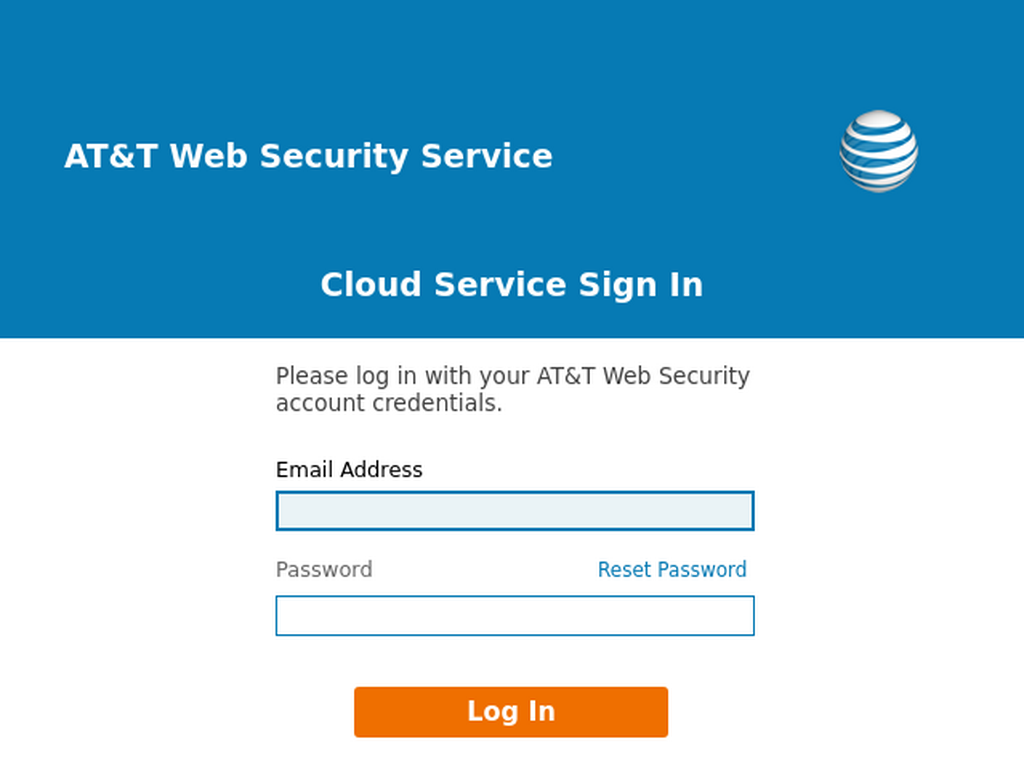 AT&T Web Security Service
Cloud Service Sign In
Please log in with your AT&T Web Security
account credentials.
Email Address
Password Reset Password
Log In